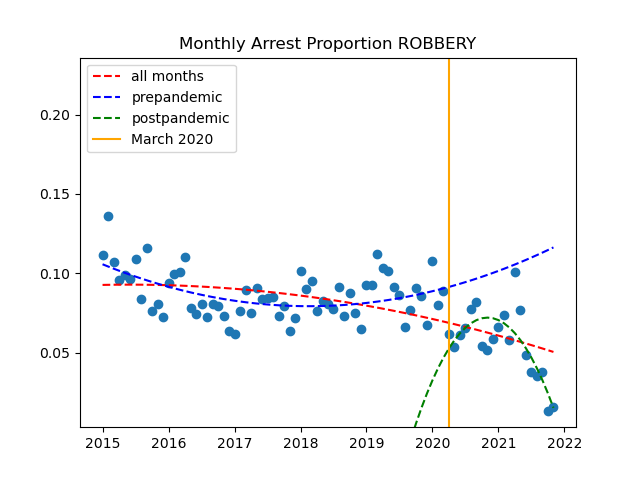 Monthly Arrest Proportion ROBBERY
all months
prepandemic
postpandemic
March 2020
0.20
0.15
0.10
0.05
2015 2016 2017 2018 2019 2020 2021 2022